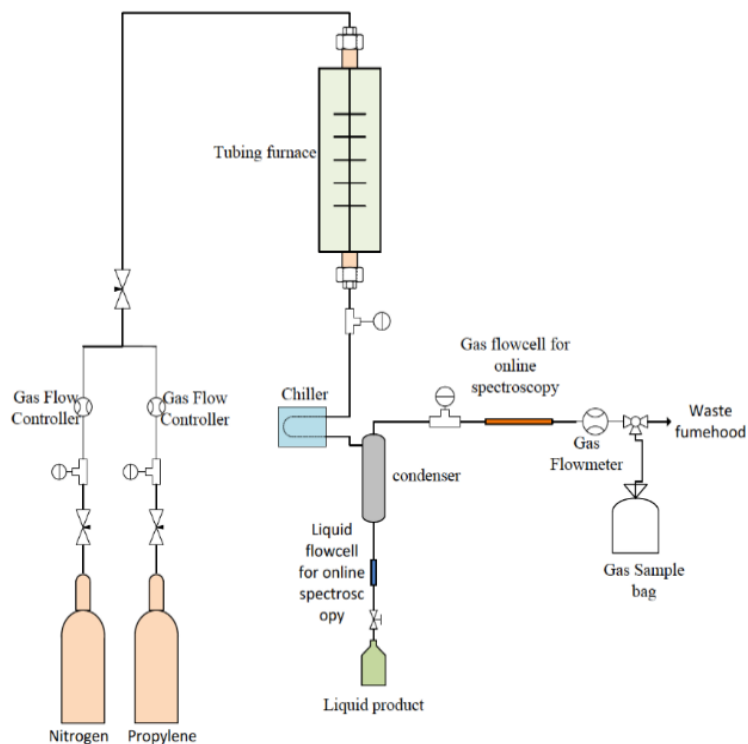 Tubing furnace
Gas flowcell for
online
spectroscopy
Gas Flow
Controller
Gas Flow
Controller
Chiller
Waste
fumehood
Gas
Flowmeter
condenser
Liquid
flowcell
for online
spectrosc
opy
Gas Sample
bag
Liquid product
Nitrogen
Propylene